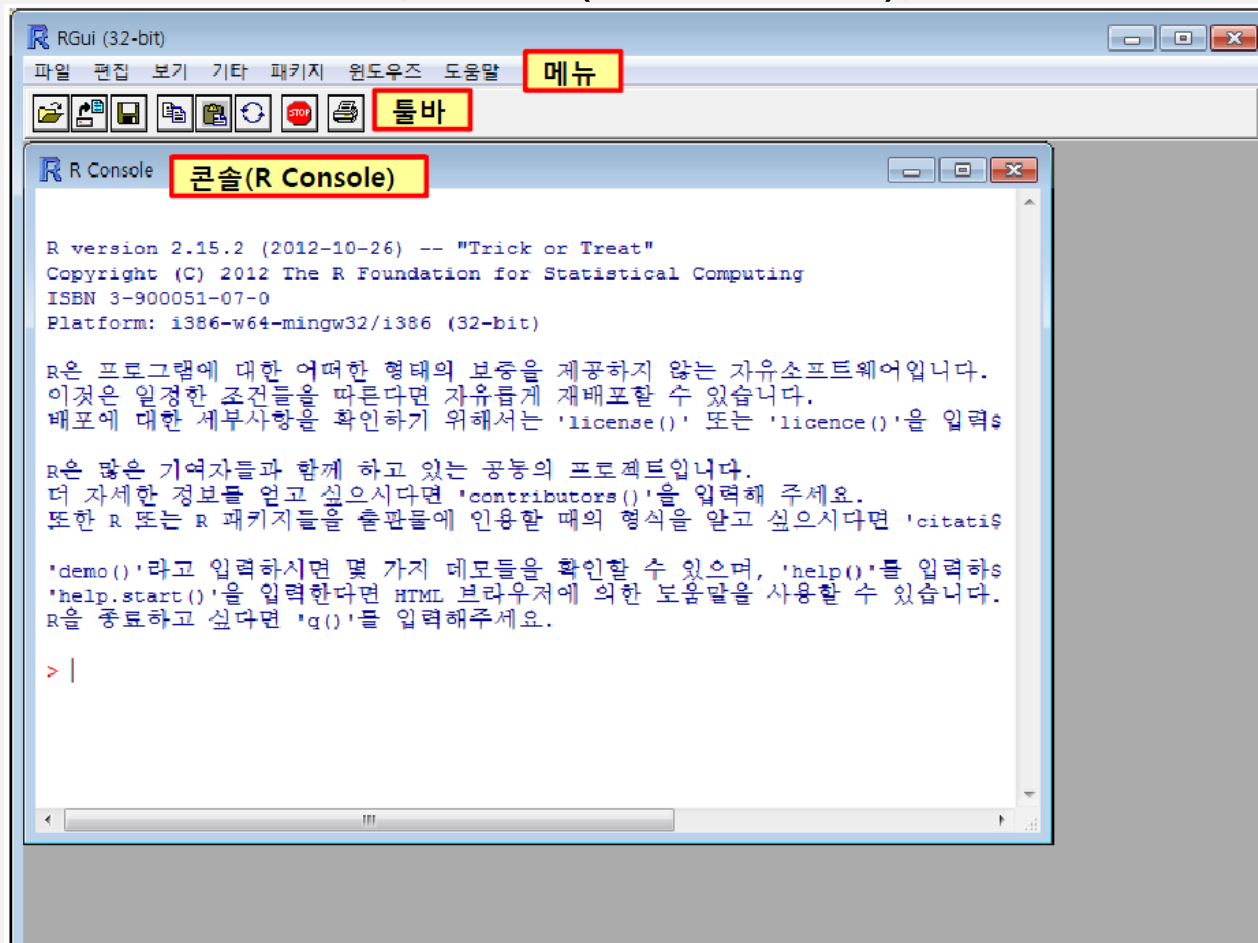 RGui (32-bit)
파일 편집 보기 기타 패키지 윈도우즈 도움말
메뉴
STOP
툴바
R Console
콘솔(R Console)
R version 2.15.2 (2012-10-26) -- "Trick or Treat"
Copyright (C) 2012 The R Foundation for Statistical Computing
ISBN 3-900051-07-0
Platform: i386-w64-mingw32/i386 (32-bit)
R은 프로그램에 대한 어떠한 형태의 보증을 제공하지 않는 자유소프트웨어입니다.
이것은 일정한 조건들을 따른다면 자유롭게 재배포할 수 있습니다.
배포에 대한 세부사항을 확인하기 위해서는 'license()' 또는 'licence()'을 입력$
R은 많은 기여자들과 함께 하고 있는 공동의 프로젝트입니다.
더 자세한 정보를 얻고 싶으시다면 'contributors()'을 입력해 주세요.
또한 R 또는 R 패키지들을 출판물에 인용할 때의 형식을 알고 싶으시다면 'citati$
'demo()'라고 입력하시면 몇 가지 데모들을 확인할 수 있으며, 'help()'를 입력하$
'help.start()'을 입력한다면 HTML 브라우저에 의한 도움말을 사용할 수 있습니다.
R을 종료하고 싶다면 'q()'를 입력해주세요.
>